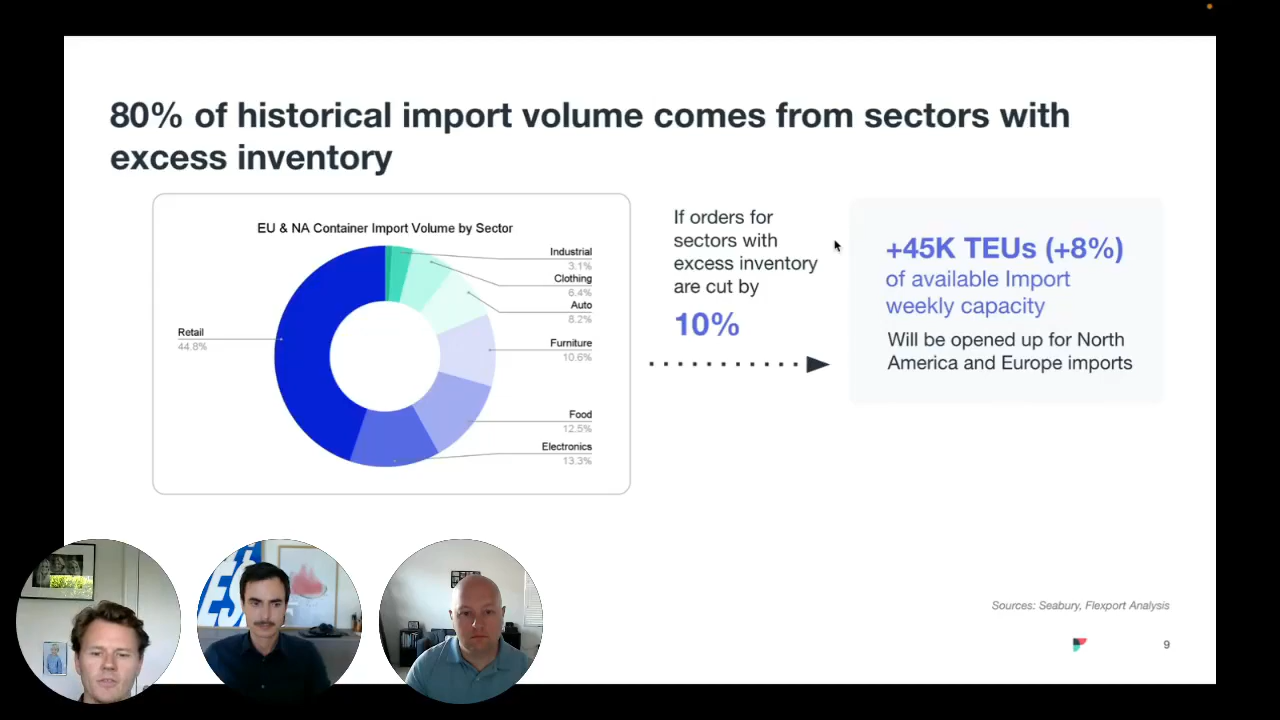 80% of historical import volume comes from sectors with
excess inventory
EU & NA Container Import Volume by Sector
Retail
44.8%
Industrial
3.1%
Clothing
6.4%
Auto
8.2%
Furniture
10.6%
Food
12.5%
Electronics
13.3%
If orders for
sectors with
excess inventory
are cut by
10%
+45K TEUs (+8%)
of available Import
weekly capacity
Will be opened up for North
America and Europe imports
Sources: Seabury, Flexport Analysis
9